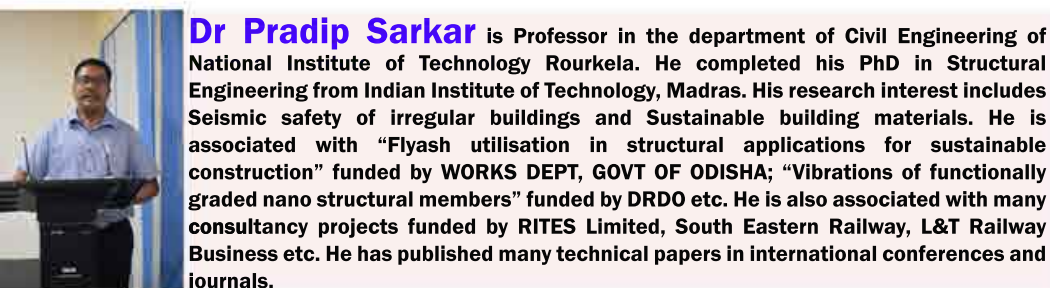 Dr Pradip Sarkar is Professor in the department of Civil Engineering of
National Institute of Technology Rourkela. He completed his PhD in Structural
Engineering from Indian Institute of Technology, Madras. His research interest includes
Seismic safety of irregular buildings and Sustainable building materials. He is
associated with “Flyash utilisation in structural applications for sustainable
construction” funded by WORKS DEPT, GOVT OF ODISHA; “Vibrations of functionally
graded nano structural members” funded by DRDO etc. He is also associated with many
consultancy projects funded by RITES Limited, South Eastern Railway, L&T Railway
Business etc. He has published many technical papers in international conferences and
journals.